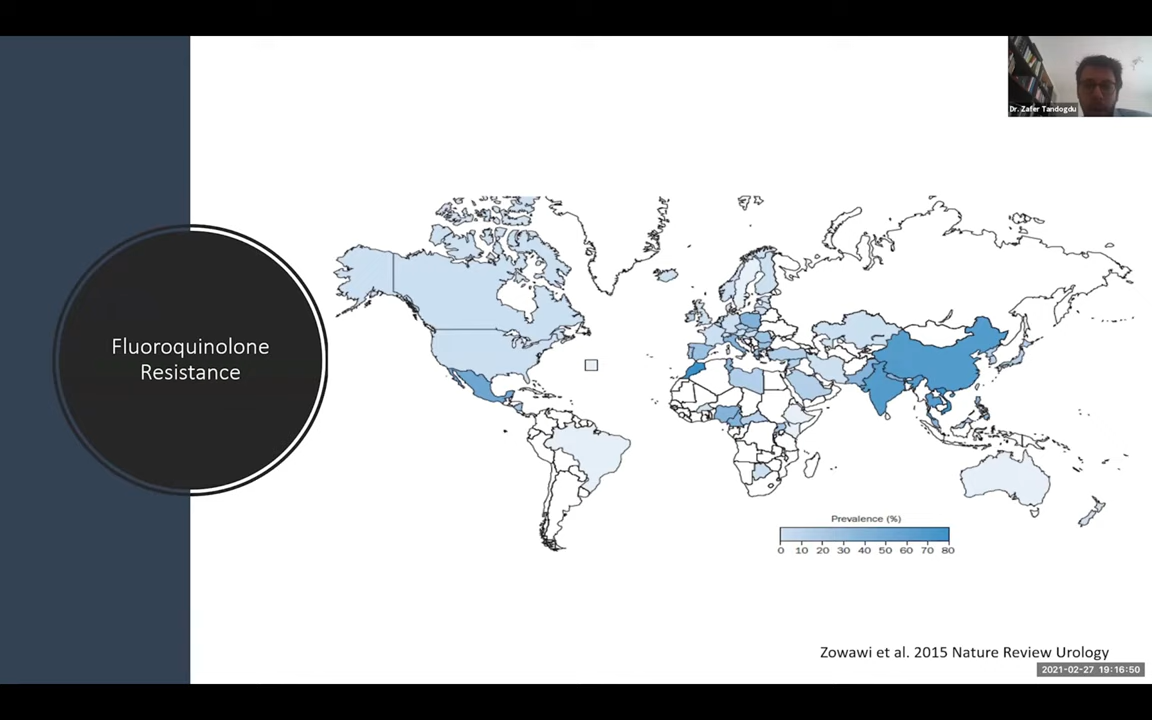 Dr. Zafer Tandogdu
Fluoroquinolone
Resistance
Prevalence (%)
0 10 20 30 40 50 60 70 80
Zowawi et al. 2015 Nature Review Urology
2021-02-27 19:16:50